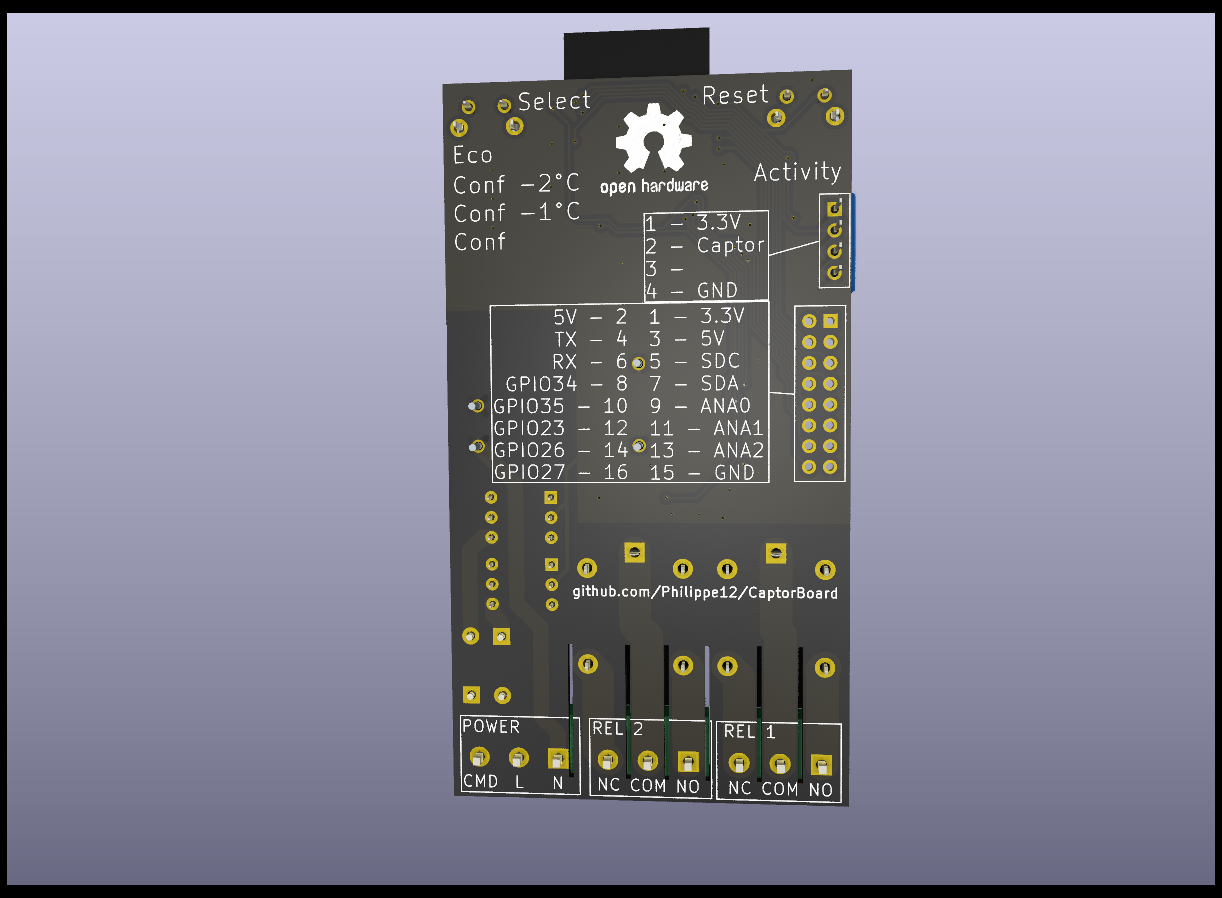 Select
Reset
Eco
Conf -2°C
Conf -1°C
Conf
open hardware
Activity
1 - 3.3V
2 - Captor
3 -
4 - GND
5V - 2 1 - 3.3V
TX - 4 3 - 5V
RX - 6 5 - SDC
GPIO34 - 8 7 - SDA
GPIO35 - 10 9 - ANA0
GPIO23 - 12 11 - ANA1
GPIO26 - 14 13 - ANA2
GPIO27 - 16 15 - GND
github.com/Philippe12/CaptorBoard
POWER
CMD L N
REL 2
NC COM NO
REL 1
NC COM NO